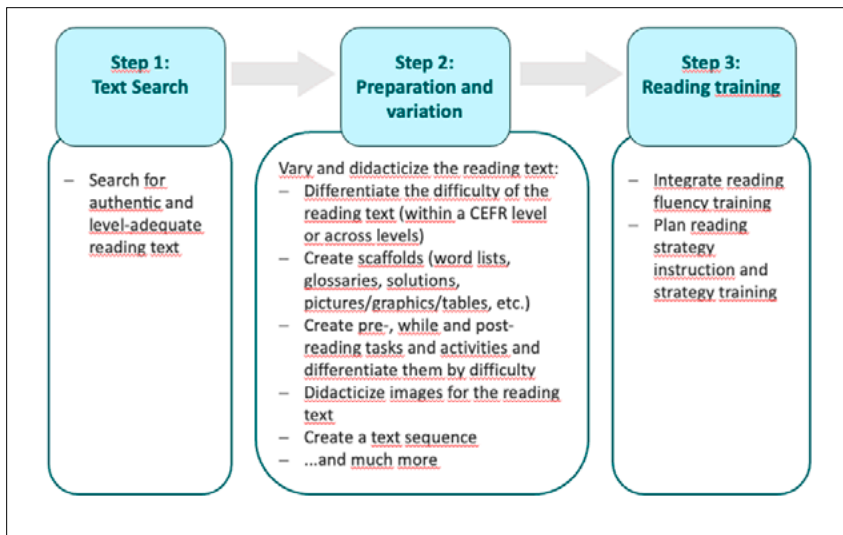 Step 1:
Text Search
– Search for
authentic and
level-adequate
reading text
Step 2:
Preparation and
variation
Vary and didacticize the reading text:
– Differentiate the difficulty of the
reading text (within a CEFR level
or across levels)
– Create scaffolds (word lists,
glossaries, solutions,
pictures/graphics/tables, etc.)
– Create pre-, while and post-
reading tasks and activities and
differentiate them by difficulty
– Didacticize images for the reading
text
– Create a text sequence
– ...and much more
Step 3:
Reading training
– Integrate reading
fluency training
– Plan reading
strategy
instruction and
strategy training